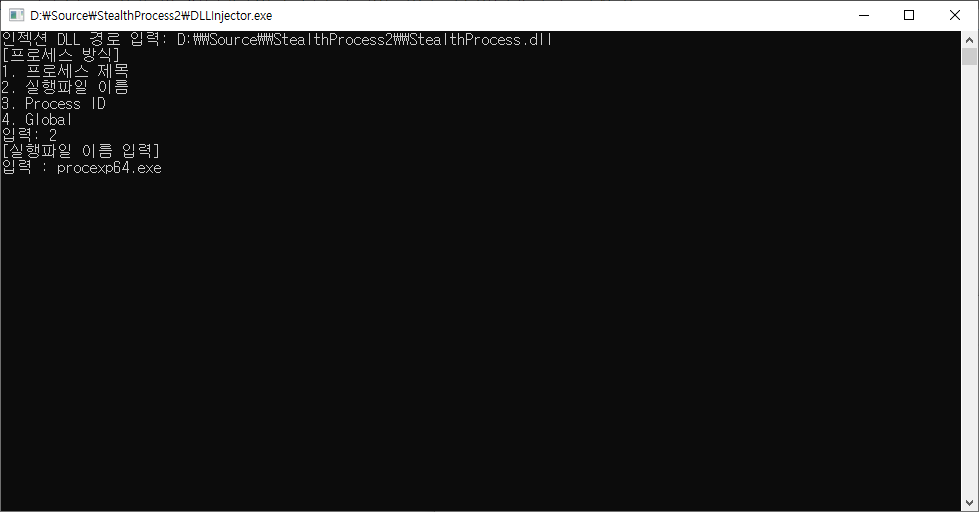 D:₩Source₩StealthProcess2₩DLLInjector.exe
인젝션 DLL 경로 입력: D:₩₩Source₩₩StealthProcess2₩₩StealthProcess.dll
[프로세스 방식]
1. 프로세스 제목
2. 실행파일 이름
3. Process ID
4. Global
입력: 2
[실행파일 이름 입력]
입력 : procexp64.exe